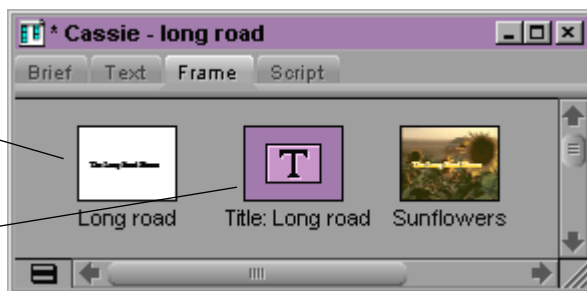 * Cassie - long road
Brief Text Frame Script
T
Long road Title: Long road Sunflowers